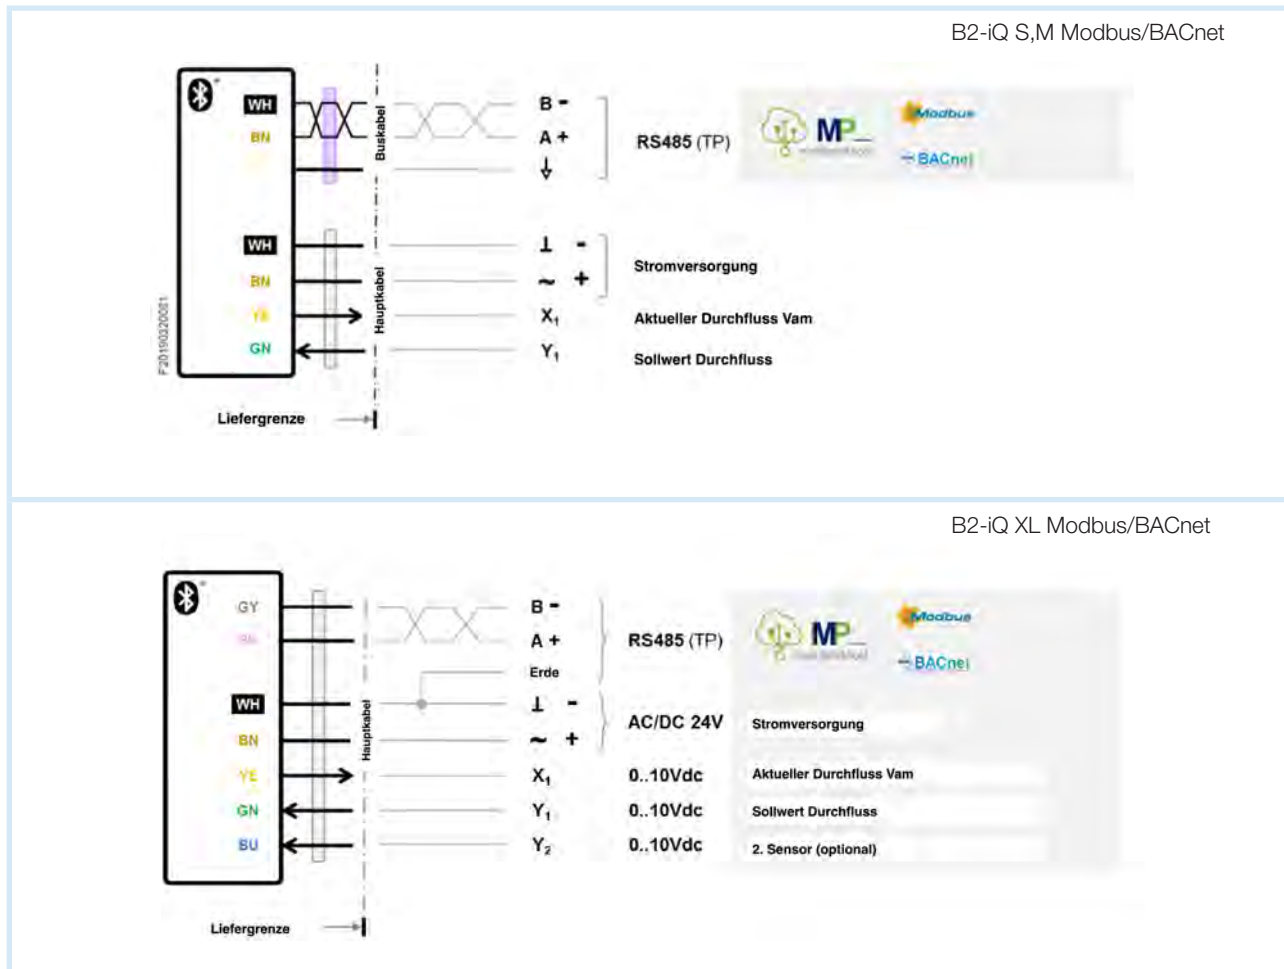 B2-iQ S,M Modbus/BACnet
WH
BN
Buskabel
B -
A +
RS485 (TP)
MP
Modbus
BACnet
WH
BN
YE
GN
Hauptkabel
⊥ -
~ +
Stromversorgung
X₁ Aktueller Durchfluss Vam
Y₁ Sollwert Durchfluss
F20190320081
Liefergrenze
B2-iQ XL Modbus/BACnet
GY
B -
A +
Erde
RS485 (TP)
MP
Modbus
BACnet
Hauptkabel
WH ⊥ -
BN ~ +
AC/DC 24V Stromversorgung
YE X₁ 0..10Vdc Aktueller Durchfluss Vam
GN Y₁ 0..10Vdc Sollwert Durchfluss
BU Y₂ 0..10Vdc 2. Sensor (optional)
Liefergrenze